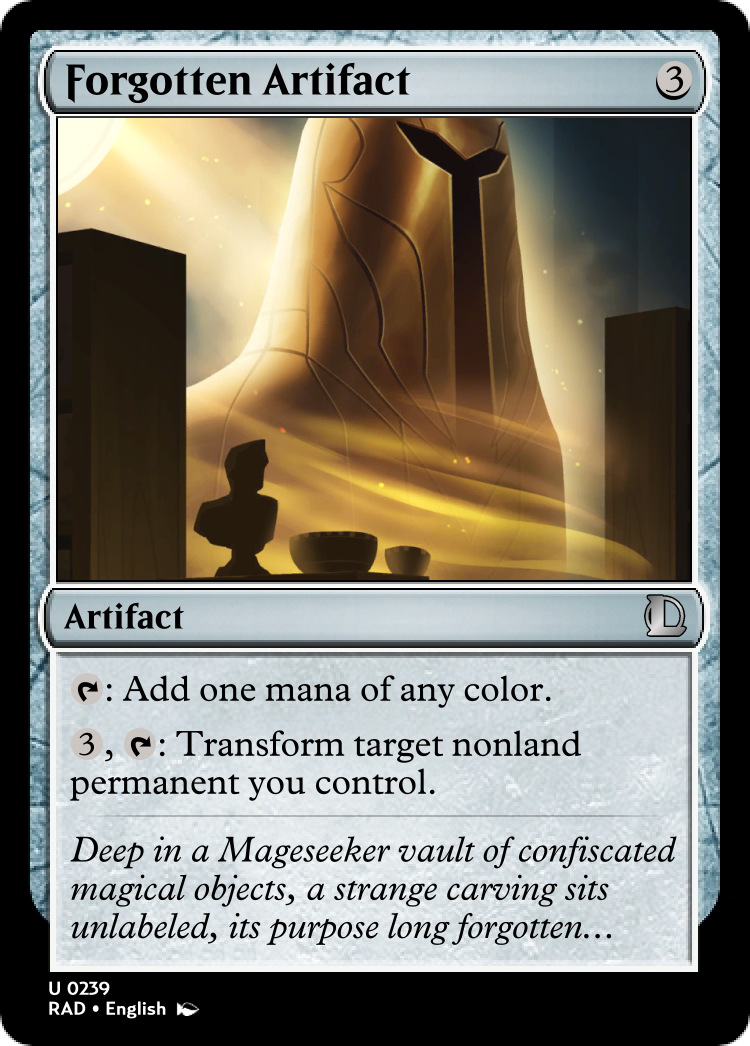 Forgotten Artifact 3
Artifact
: Add one mana of any color.
3, : Transform target nonland
permanent you control.
Deep in a Mageseeker vault of confiscated
magical objects, a strange carving sits
unlabeled, its purpose long forgotten…
U 0239
RAD • English